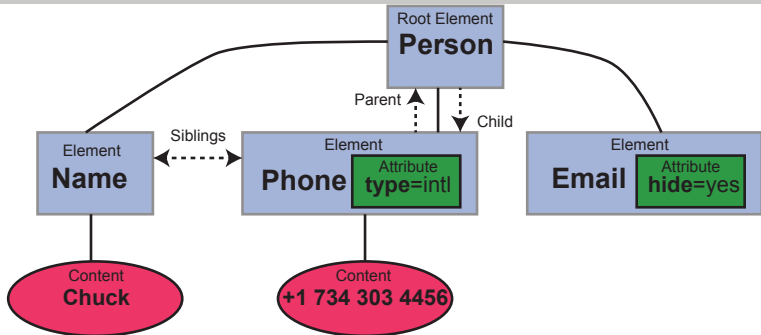 Root Element
Person
Parent
Child
Siblings
Element
Name
Element
Phone
Attribute
type=intl
Element
Email
Attribute
hide=yes
Content
Chuck
Content
+1 734 303 4456